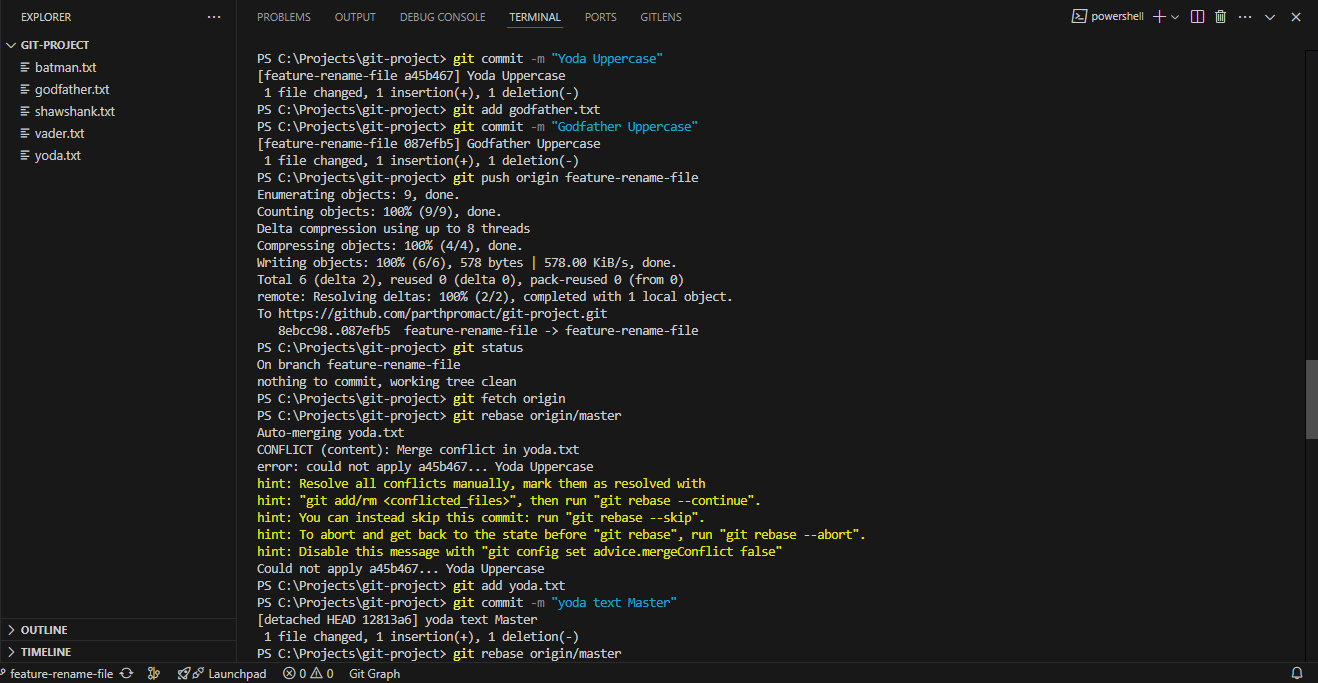 EXPLORER
GIT-PROJECT
batman.txt
godfather.txt
shawshank.txt
vader.txt
yoda.txt
OUTLINE
TIMELINE
PROBLEMS OUTPUT DEBUG CONSOLE TERMINAL PORTS GITLENS
powershell
PS C:\Projects\git-project> git commit -m "Yoda Uppercase"
[feature-rename-file a45b467] Yoda Uppercase
 1 file changed, 1 insertion(+), 1 deletion(-)
PS C:\Projects\git-project> git add godfather.txt
PS C:\Projects\git-project> git commit -m "Godfather Uppercase"
[feature-rename-file 087efb5] Godfather Uppercase
 1 file changed, 1 insertion(+), 1 deletion(-)
PS C:\Projects\git-project> git push origin feature-rename-file
Enumerating objects: 9, done.
Counting objects: 100% (9/9), done.
Delta compression using up to 8 threads
Compressing objects: 100% (4/4), done.
Writing objects: 100% (6/6), 578 bytes | 578.00 KiB/s, done.
Total 6 (delta 2), reused 0 (delta 0), pack-reused 0 (from 0)
remote: Resolving deltas: 100% (2/2), completed with 1 local object.
To https://github.com/parthpromact/git-project.git
   8ebcc98..087efb5  feature-rename-file -> feature-rename-file
PS C:\Projects\git-project> git status
On branch feature-rename-file
nothing to commit, working tree clean
PS C:\Projects\git-project> git fetch origin
PS C:\Projects\git-project> git rebase origin/master
Auto-merging yoda.txt
CONFLICT (content): Merge conflict in yoda.txt
error: could not apply a45b467... Yoda Uppercase
hint: Resolve all conflicts manually, mark them as resolved with
hint: "git add/rm <conflicted_files>", then run "git rebase --continue".
hint: You can instead skip this commit: run "git rebase --skip".
hint: To abort and get back to the state before "git rebase", run "git rebase --abort".
hint: Disable this message with "git config set advice.mergeConflict false"
Could not apply a45b467... Yoda Uppercase
PS C:\Projects\git-project> git add yoda.txt
PS C:\Projects\git-project> git commit -m "yoda text Master"
[detached HEAD 12813a6] yoda text Master
 1 file changed, 1 insertion(+), 1 deletion(-)
PS C:\Projects\git-project> git rebase origin/master
feature-rename-file Launchpad 0 0 Git Graph